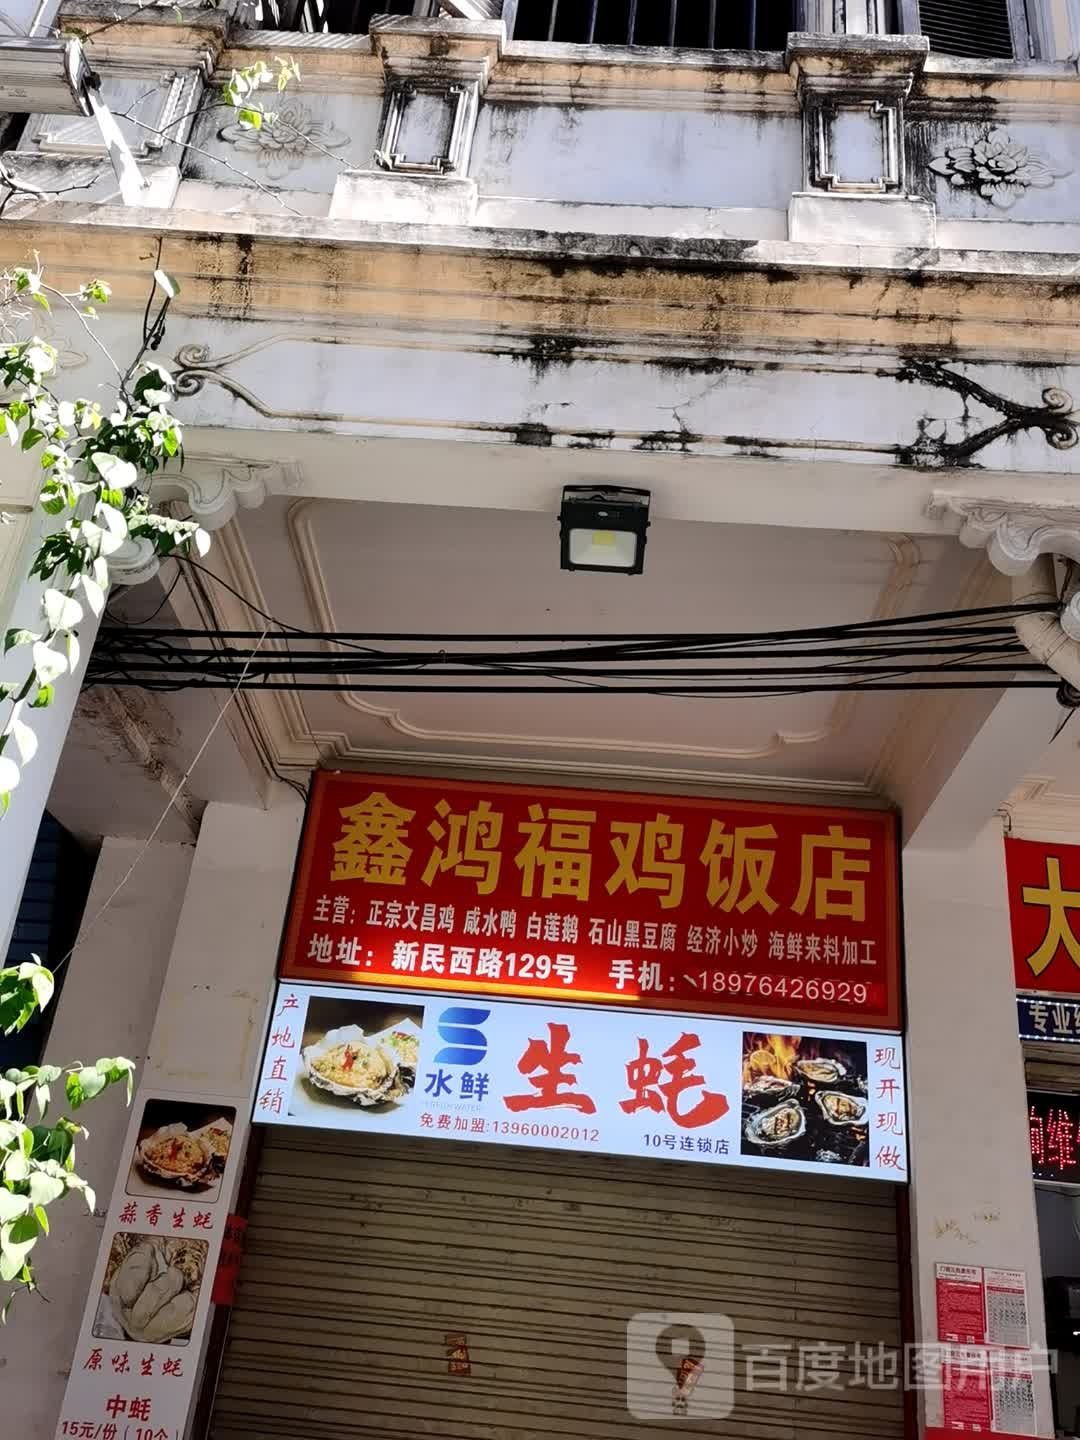 鑫鸿福鸡饭店
主营：正宗文昌鸡 咸水鸭 白莲鹅 石山黑豆腐 经济小炒 海鲜来料加工
地址：新民西路129号 手机：18976426929
产地直销
水鲜
生蚝
免费加盟:13960002012
10号连锁店
现开现做
蒜香生蚝
原味生蚝
中蚝
15元/份（10个）
大
专业维
响维
百度地图用户